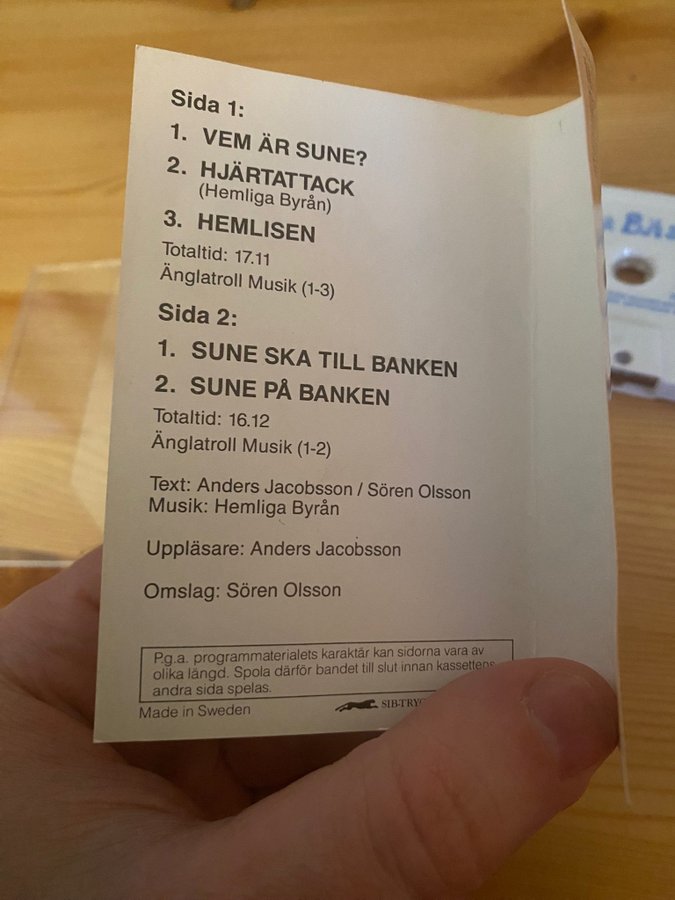 Sida 1:
1. VEM ÄR SUNE?
2. HJÄRTATTACK
(Hemliga Byrån)
3. HEMLISEN
Totaltid: 17.11
Änglatroll Musik (1-3)
Sida 2:
1. SUNE SKA TILL BANKEN
2. SUNE PÅ BANKEN
Totaltid: 16.12
Änglatroll Musik (1-2)
Text: Anders Jacobsson / Sören Olsson
Musik: Hemliga Byrån
Uppläsare: Anders Jacobsson
Omslag: Sören Olsson
P.g.a. programmaterialets karaktär kan sidorna vara av
olika längd. Spola därför bandet till slut innan kassettens
andra sida spelas.
Made in Sweden